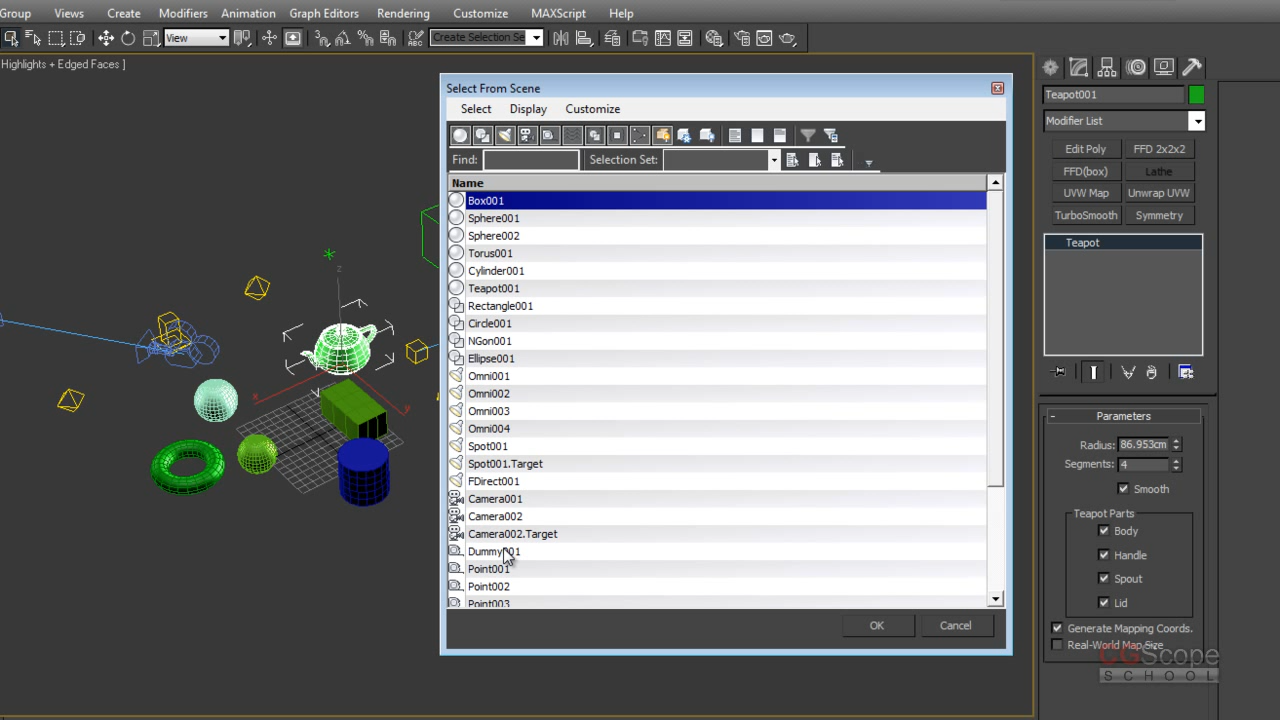 Group Views Create Modifiers Animation Graph Editors Rendering Customize MAXScript Help
View Create Selection Se
Highlights + Edged Faces ]
Select From Scene
Select Display Customize
Find: Selection Set:
Name
Box001
Sphere001
Sphere002
Torus001
Cylinder001
Teapot001
Rectangle001
Circle001
NGon001
Ellipse001
Omni001
Omni002
Omni003
Omni004
Spot001
Spot001.Target
FDirect001
Camera001
Camera002
Camera002.Target
Dummy001
Point001
Point002
Point003
OK Cancel
z
x
y
Teapot001
Modifier List
Edit Poly FFD 2x2x2
FFD(box) Lathe
UVW Map Unwrap UVW
TurboSmooth Symmetry
Teapot
- Parameters
Radius: 86.953cm
Segments: 4
Smooth
Teapot Parts
Body
Handle
Spout
Lid
Generate Mapping Coords.
Real-World Map Size
CGScope
SCHOOL